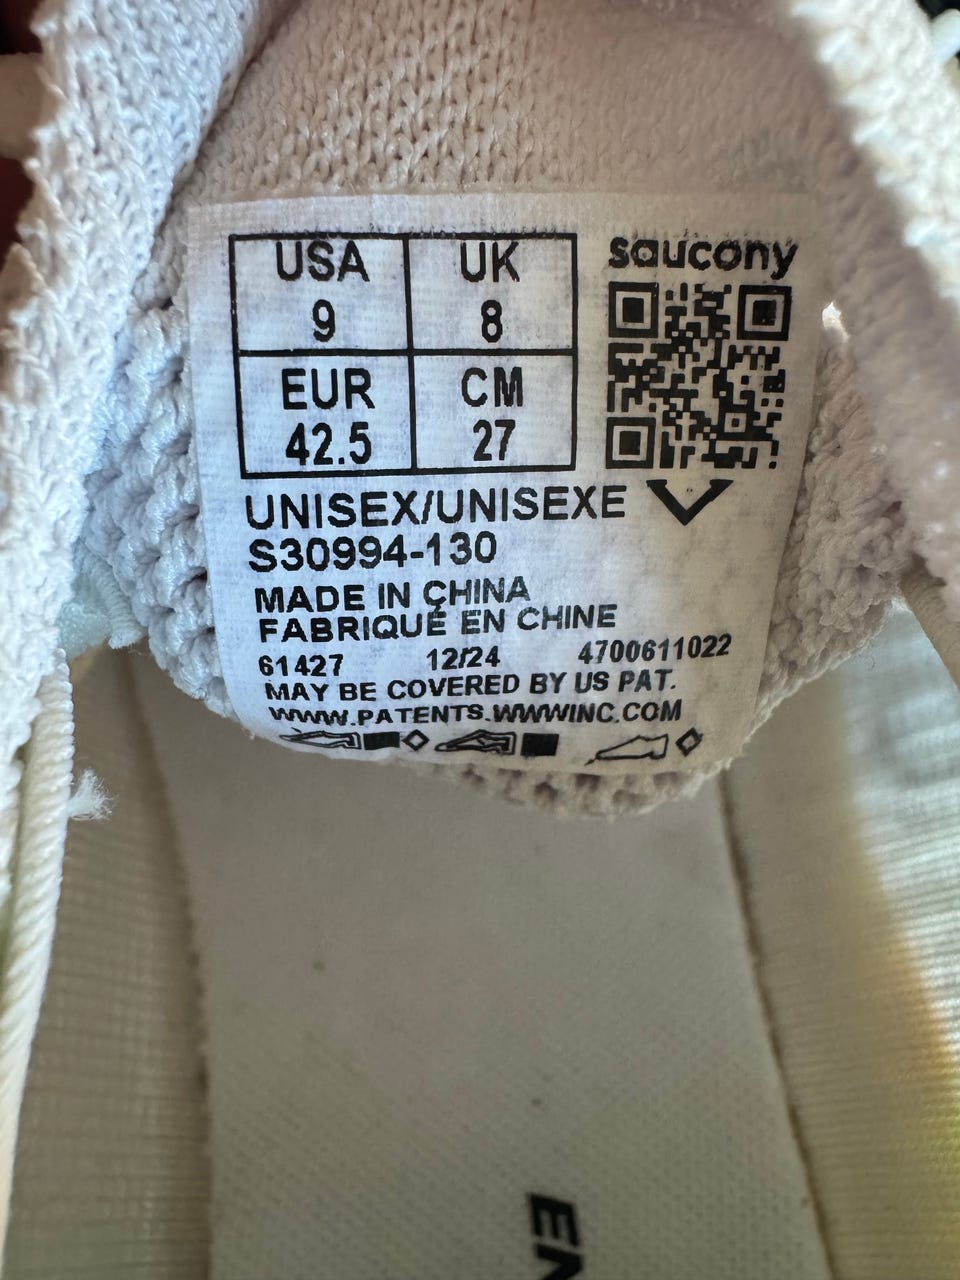 USA UK saucony
9 8
EUR CM
42.5 27
UNISEX/UNISEXE
S30994-130
MADE IN CHINA
FABRIQUÉ EN CHINE
61427 12/24 4700611022
MAY BE COVERED BY US PAT.
WWW.PATENTS.WWWINC.COM